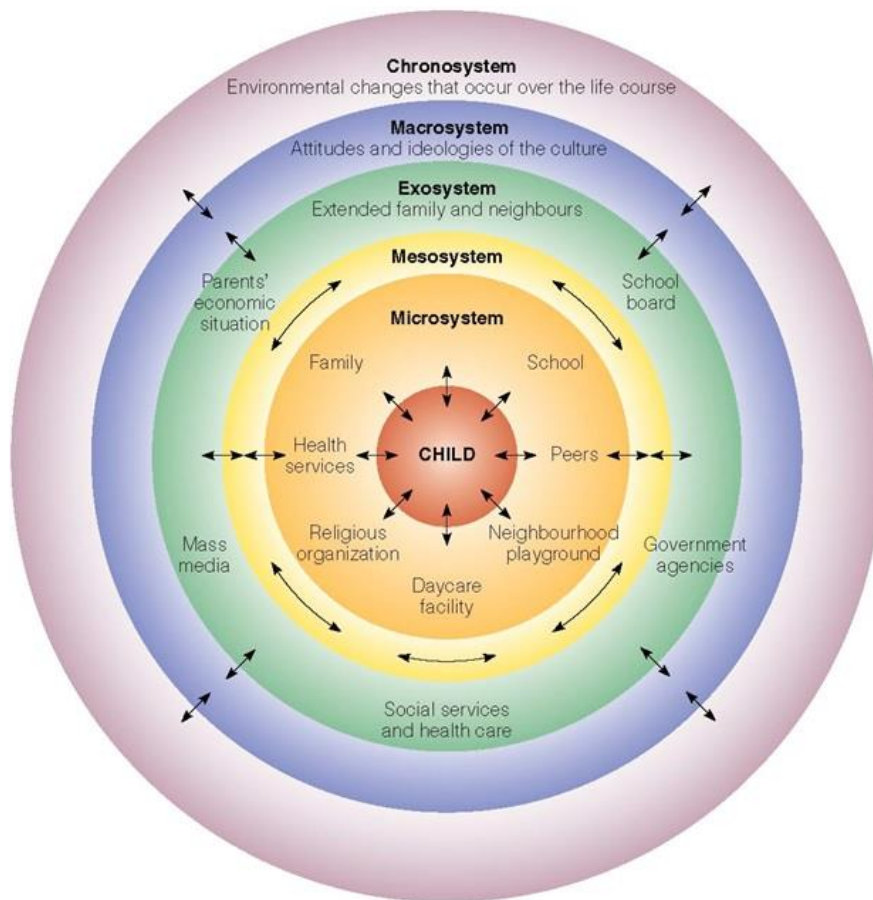 Chronosystem
Environmental changes that occur over the life course
Macrosystem
Attitudes and ideologies of the culture
Exosystem
Extended family and neighbours
Mesosystem
Parents'
economic
situation
School
board
Microsystem
Family
School
Health
services
CHILD
Peers
Religious
organization
Neighbourhood
playground
Mass
media
Government
agencies
Daycare
facility
Social services
and health care